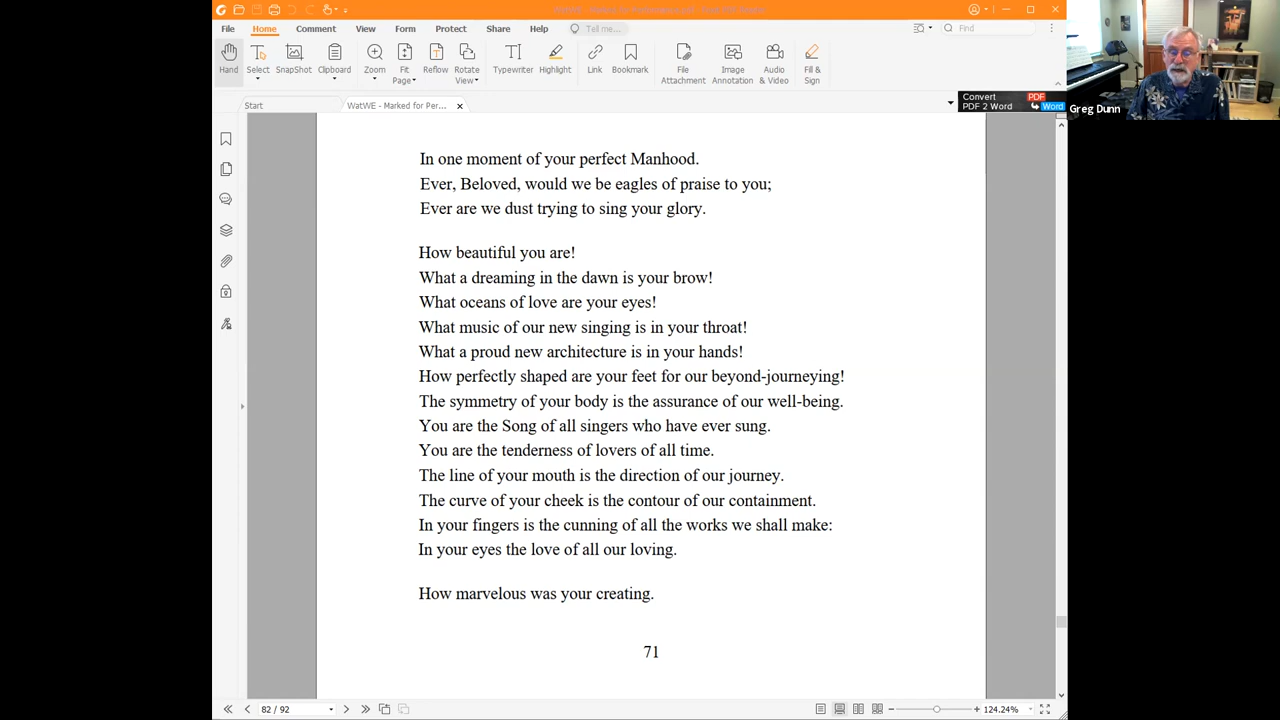 File Home Comment View Form Protect Share Help Tell me... Find
Hand Select SnapShot Clipboard Zoom Fit Page Reflow Rotate View Typewriter Highlight Link Bookmark File Attachment Image Annotation Audio & Video Fill & Sign
Start WatWE - Marked for Per...
Convert PDF
PDF 2 Word Word
Greg Dunn
In one moment of your perfect Manhood.
Ever, Beloved, would we be eagles of praise to you;
Ever are we dust trying to sing your glory.
How beautiful you are!
What a dreaming in the dawn is your brow!
What oceans of love are your eyes!
What music of our new singing is in your throat!
What a proud new architecture is in your hands!
How perfectly shaped are your feet for our beyond-journeying!
The symmetry of your body is the assurance of our well-being.
You are the Song of all singers who have ever sung.
You are the tenderness of lovers of all time.
The line of your mouth is the direction of our journey.
The curve of your cheek is the contour of our containment.
In your fingers is the cunning of all the works we shall make:
In your eyes the love of all our loving.
How marvelous was your creating.
71
82 / 92 124.24%